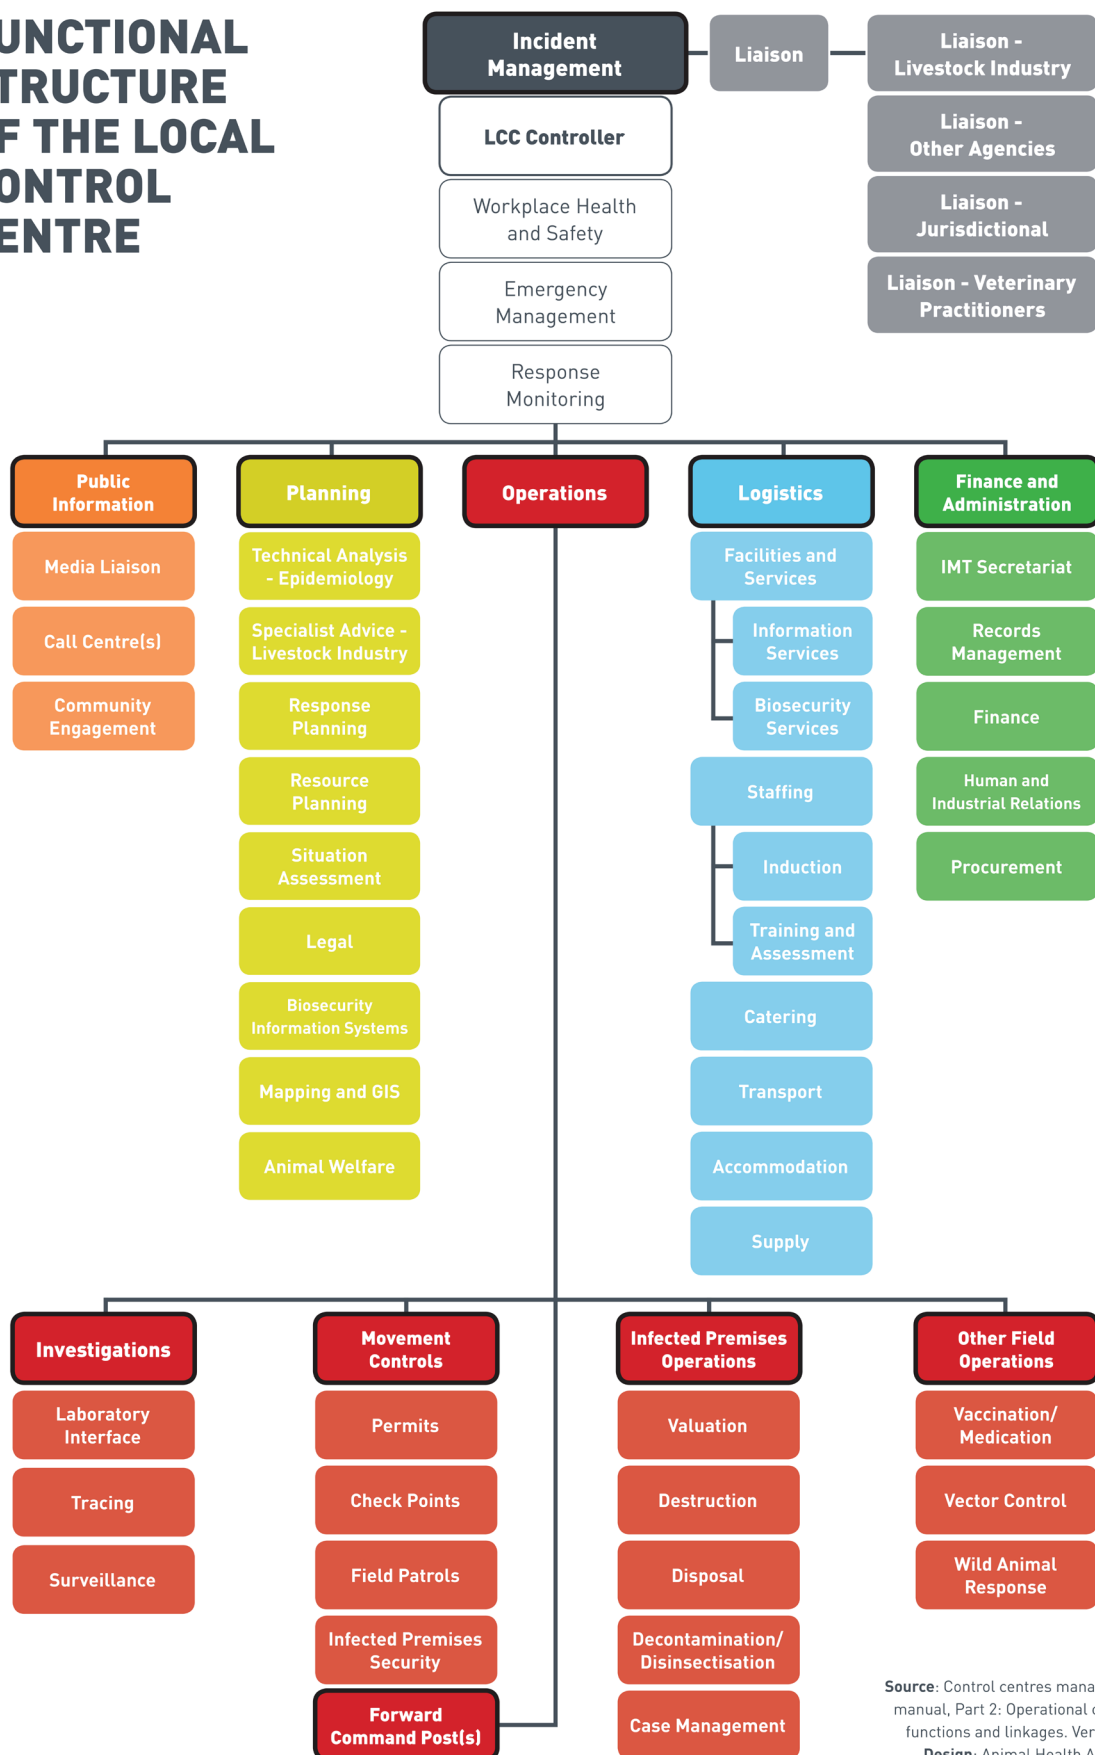 UNCTIONAL
TRUCTURE
F THE LOCAL
ONTROL
ENTRE
Incident
Management
Liaison
Liaison -
Livestock Industry
Liaison -
Other Agencies
Liaison -
Jurisdictional
Liaison - Veterinary
Practitioners
LCC Controller
Workplace Health
and Safety
Emergency
Management
Response
Monitoring
Public
Information
Media Liaison
Call Centre(s)
Community
Engagement
Planning
Technical Analysis
- Epidemiology
Specialist Advice -
Livestock Industry
Response
Planning
Resource
Planning
Situation
Assessment
Legal
Biosecurity
Information Systems
Mapping and GIS
Animal Welfare
Operations
Logistics
Facilities and
Services
Information
Services
Biosecurity
Services
Staffing
Induction
Training and
Assessment
Catering
Transport
Accommodation
Supply
Finance and
Administration
IMT Secretariat
Records
Management
Finance
Human and
Industrial Relations
Procurement
Investigations
Laboratory
Interface
Tracing
Surveillance
Movement
Controls
Permits
Check Points
Field Patrols
Infected Premises
Security
Forward
Command Post(s)
Infected Premises
Operations
Valuation
Destruction
Disposal
Decontamination/
Disinsectisation
Case Management
Other Field
Operations
Vaccination/
Medication
Vector Control
Wild Animal
Response
Source: Control centres mana
manual, Part 2: Operational
functions and linkages. Ver
Design: Animal Health A